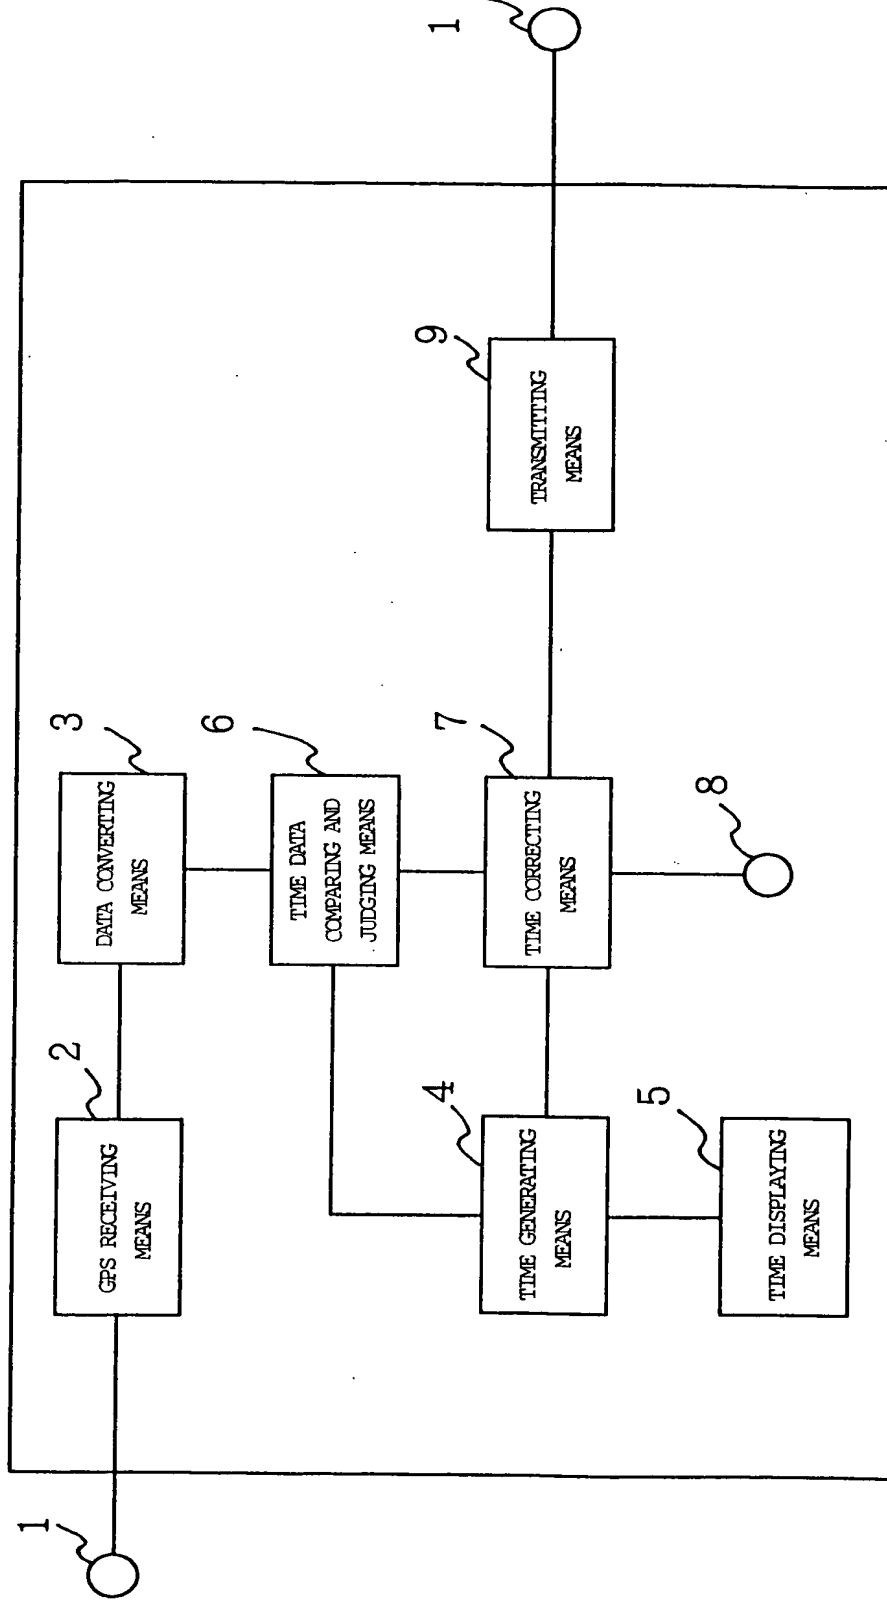 1
2
GPS RECEIVING
MEANS
3
DATA CONVERTING
MEANS
6
TIME DATA
COMPARING AND
JUDGING MEANS
4
TIME GENERATING
MEANS
7
TIME CORRECTING
MEANS
9
TRANSMITTING
MEANS
1
5
TIME DISPLAYING
MEANS
8